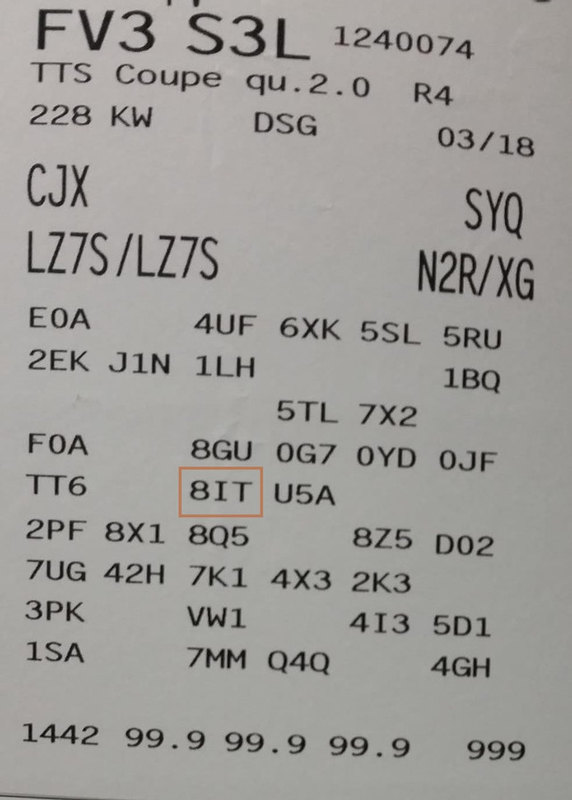 FV3 S3L 1240074
TTS Coupe qu.2.0 R4
228 KW DSG 03/18
CJX SYQ
LZ7S/LZ7S N2R/XG
E0A 4UF 6XK 5SL 5RU
2EK J1N 1LH 1BQ
5TL 7X2
F0A 8GU 0G7 0YD 0JF
TT6 8IT U5A
2PF 8X1 8Q5 8Z5 D02
7UG 42H 7K1 4X3 2K3
3PK VW1 4I3 5D1
1SA 7MM Q4Q 4GH
1442 99.9 99.9 99.9 999